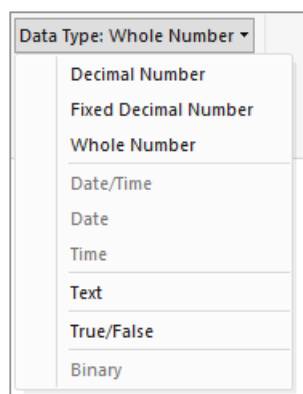 Data Type: Whole Number
Decimal Number
Fixed Decimal Number
Whole Number
Date/Time
Date
Time
Text
True/False
Binary